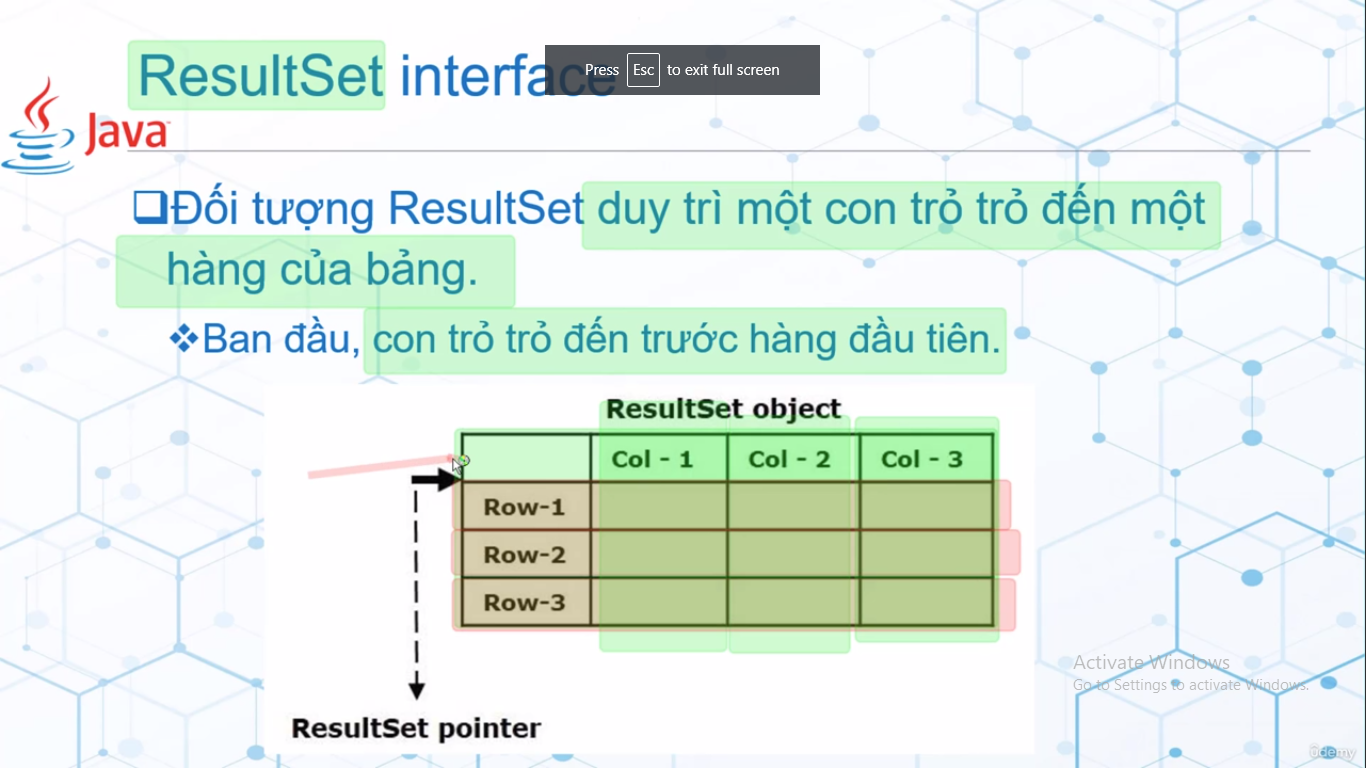 ResultSet interface
Press Esc to exit full screen
Java
❑Đối tượng ResultSet duy trì một con trỏ trỏ đến một
hàng của bảng.
❖Ban đầu, con trỏ trỏ đến trước hàng đầu tiên.
ResultSet object
Col - 1 Col - 2 Col - 3
Row-1
Row-2
Row-3
ResultSet pointer
Activate Windows
Go to Settings to activate Windows.
ûdemy